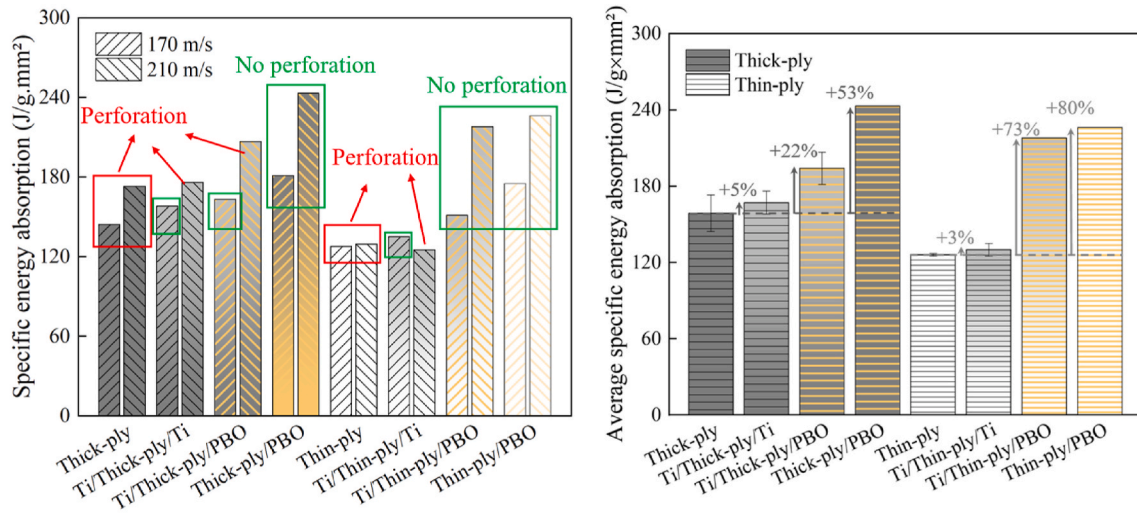 300
240
180
120
60
0
Specific energy absorption (J/g.mm²)
170 m/s
210 m/s
No perforation
No perforation
Perforation
Perforation
Thick-ply
Ti/Thick-ply/Ti
Ti/Thick-ply/PBO
Thick-ply/PBO
Thin-ply
Ti/Thin-ply/Ti
Ti/Thin-ply/PBO
Thin-ply/PBO
300
240
180
120
60
0
Average specific energy absorption (J/g×mm²)
Thick-ply
Thin-ply
+5%
+22%
+53%
+3%
+73%
+80%
Thick-ply
Ti/Thick-ply/Ti
Ti/Thick-ply/PBO
Thick-ply/PBO
Thin-ply
Ti/Thin-ply/Ti
Ti/Thin-ply/PBO
Thin-ply/PBO